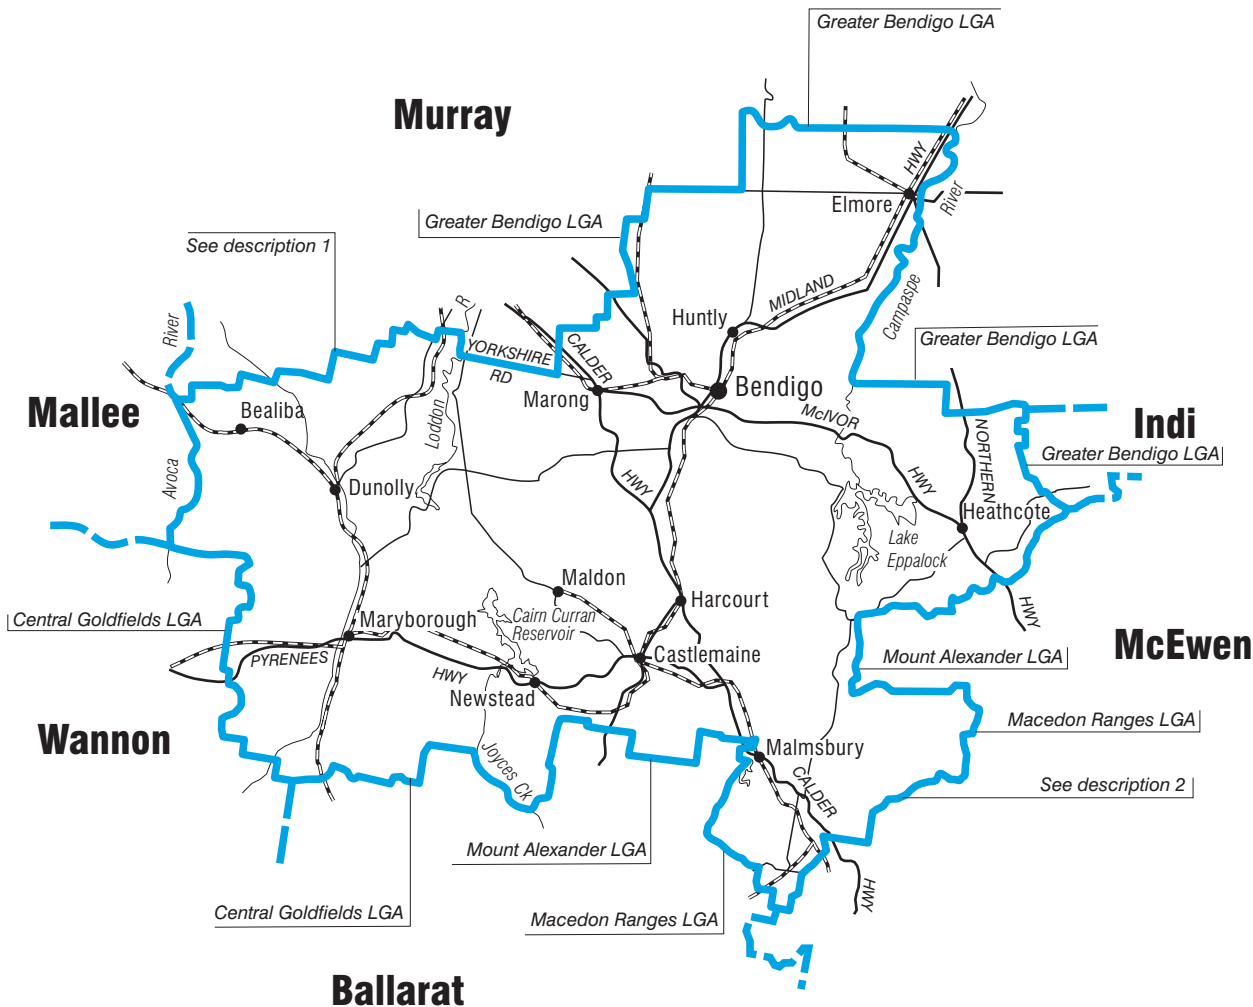 Greater Bendigo LGA
Murray
HWY
Elmore
River
Greater Bendigo LGA
See description 1
MIDLAND
Campaspe
River
R
Huntly
YORKSHIRE
RD
CALDER
Greater Bendigo LGA
Bendigo
Marong
Mallee
Bealiba
Loddon
McIVOR
Indi
NORTHERN
Greater Bendigo LGA
Avoca
Dunolly
HWY
HWY
Heathcote
Lake
Eppalock
Maldon
Harcourt
Cairn Curran
Reservoir
HWY
Central Goldfields LGA
Maryborough
PYRENEES
HWY
Castlemaine
Mount Alexander LGA
McEwen
Newstead
Wannon
Macedon Ranges LGA
Joyces Ck
Malmsbury
CALDER
See description 2
Mount Alexander LGA
HWY
Central Goldfields LGA
Macedon Ranges LGA
Ballarat